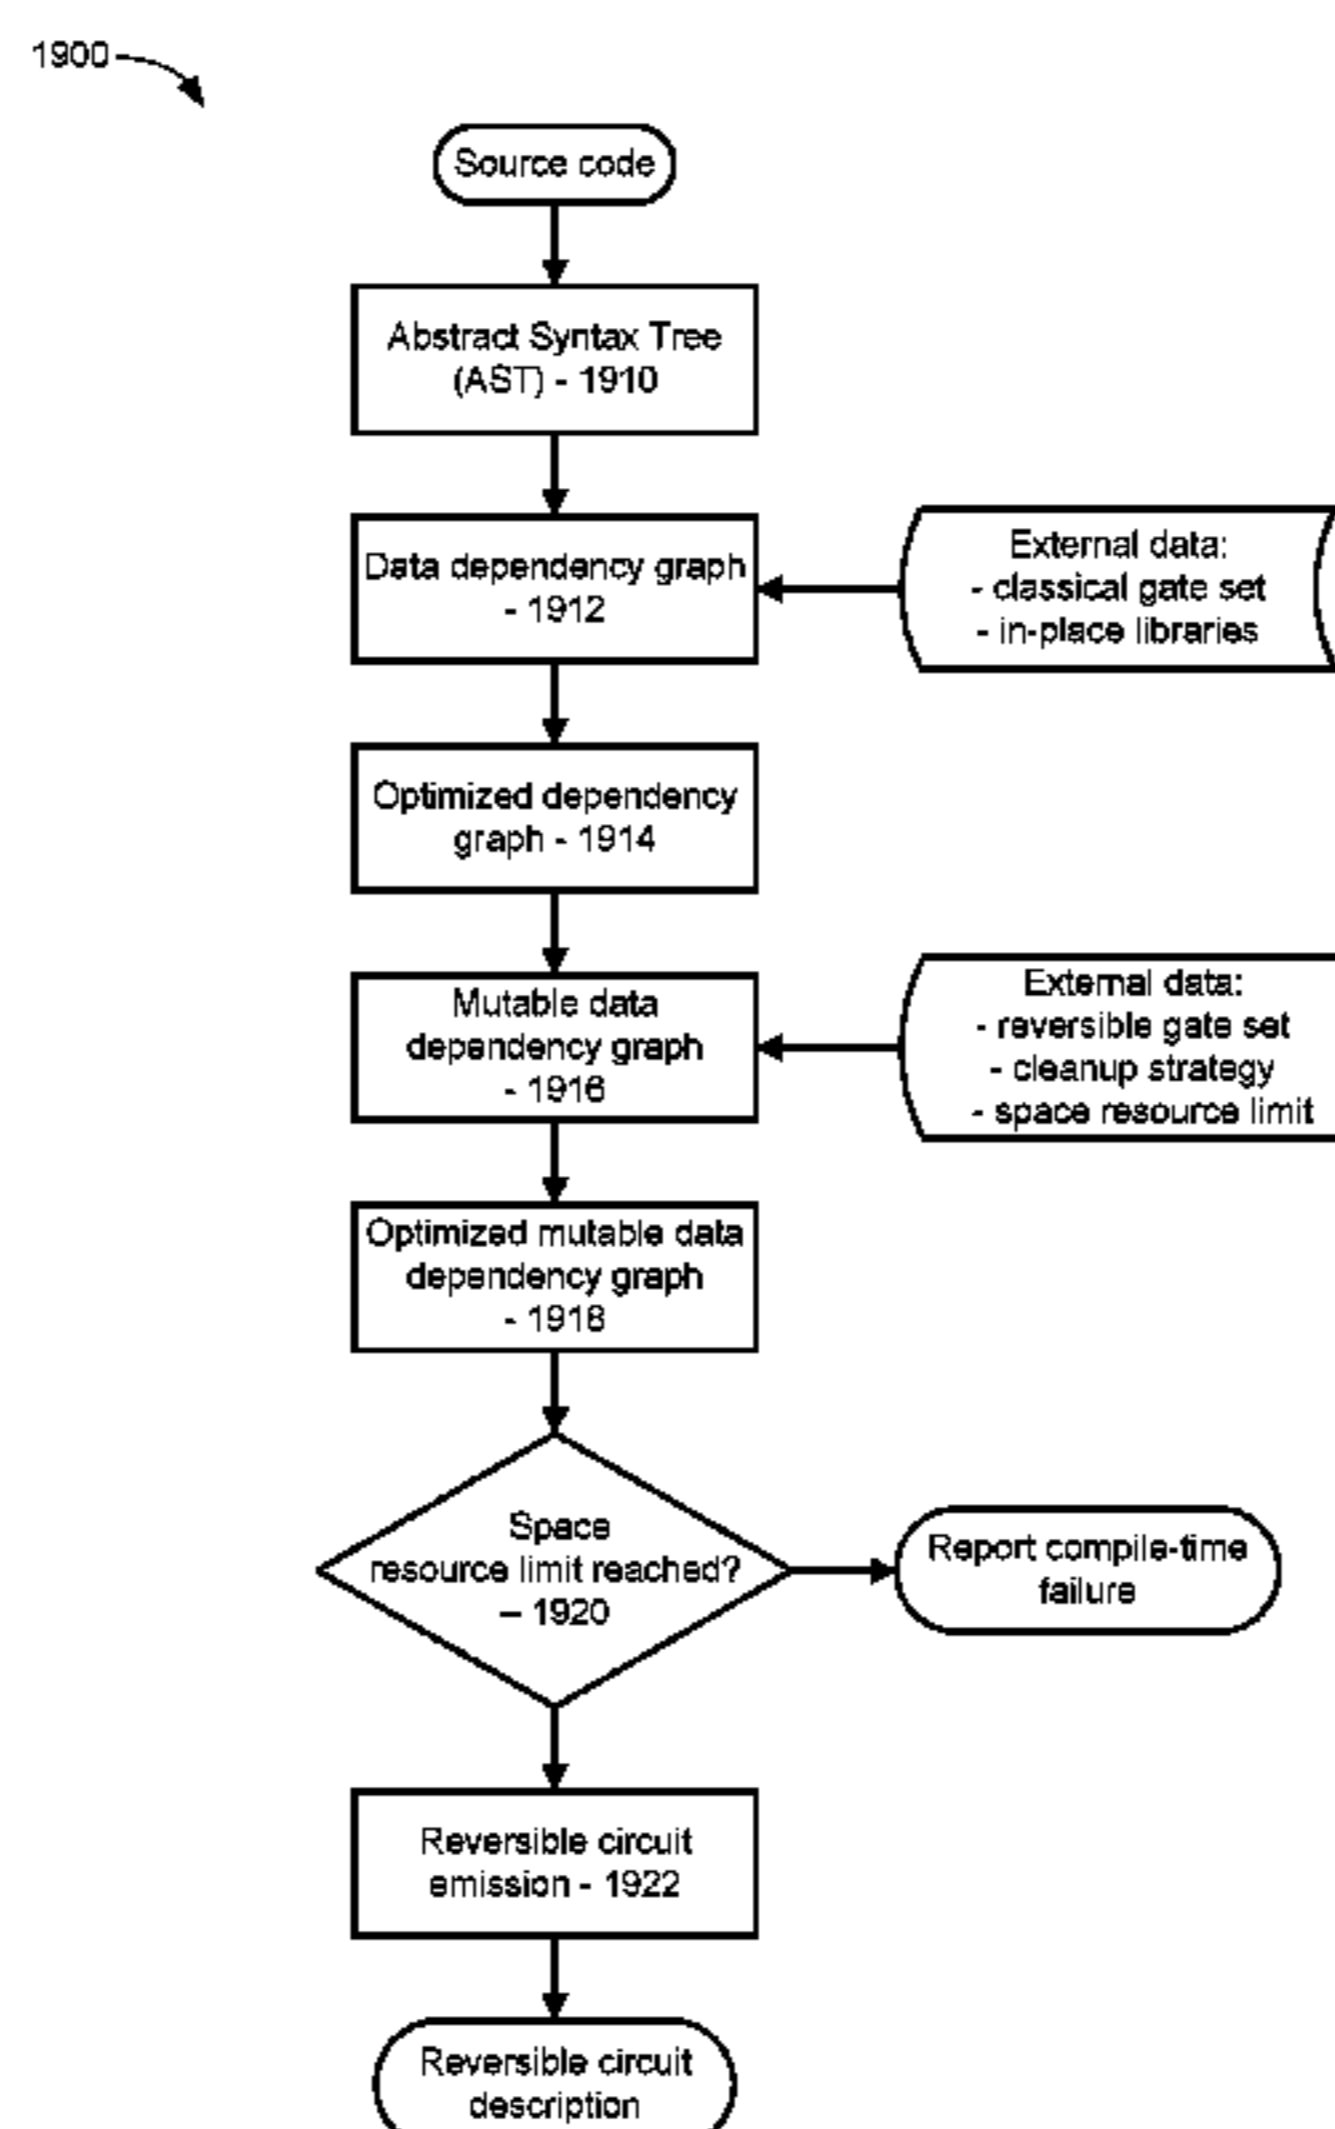 1900
Source code
Abstract Syntax Tree
(AST) - 1910
Data dependency graph
- 1912
External data:
- classical gate set
- in-place libraries
Optimized dependency
graph - 1914
Mutable data
dependency graph
- 1916
External data:
- reversible gate set
- cleanup strategy
- space resource limit
Optimized mutable data
dependency graph
- 1918
Space
resource limit reached?
– 1920
Report compile-time
failure
Reversible circuit
emission - 1922
Reversible circuit
description